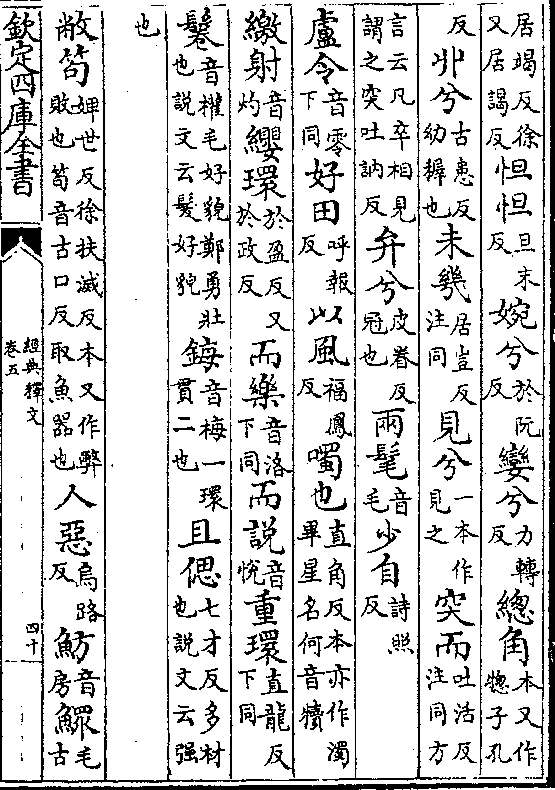 居竭反徐又居謁反怛怛旦末反婉兮於阮反孌兮力轉反總角本又作揔子孔
反丱兮古患反幼穉也未幾居豈反注同見兮一本作見之突而吐活反注同方
言云凡卒相見謂之突吐訥反弁兮皮眷反冠也兩髦音毛少自詩照反
盧令音零下同好田呼報反以風福鳳反噣也直角反本亦作濁畢星名何音犢
繳射音灼纓環於盈反又於政反而樂音洛下同而說音悅重環直龍反下同
鬈音權毛好貌鄭勇壯也說文云髮好貌鋂音梅一環貫二也且偲七才反多材也說文云强
也
敝笱婢世反徐扶滅反本又作弊敗也笱音古口反取魚器也人惡烏路反魴音房鰥毛古
欽定四庫全書
經典釋文
卷五
四十